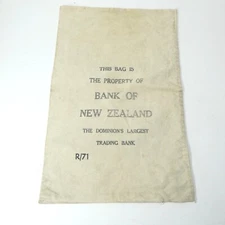 THIS BAG IS
THE PROPERTY OF
BANK OF
NEW ZEALAND
THE DOMINION'S LARGEST
TRADING BANK
R/71